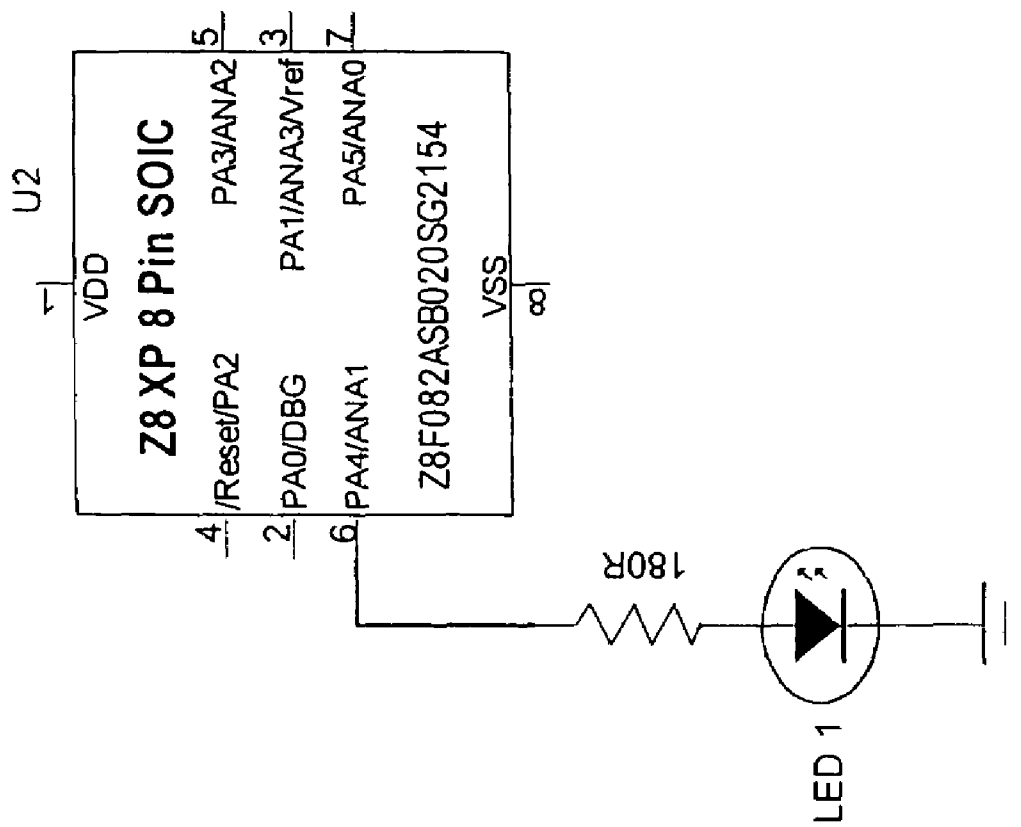 U2
1
VDD
Z8 XP 8 Pin SOIC
4 /Reset/PA2 PA3/ANA2 5
2 PA0/DBG PA1/ANA3/Vref 3
6 PA4/ANA1 PA5/ANA0 7
Z8F082ASB020SG2154
VSS
8
180R
LED 1